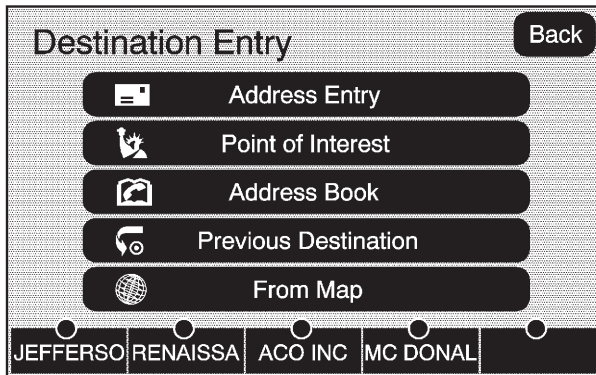 Destination Entry
Back
Address Entry
Point of Interest
Address Book
Previous Destination
From Map
JEFFERSO RENAISSA ACO INC MC DONAL